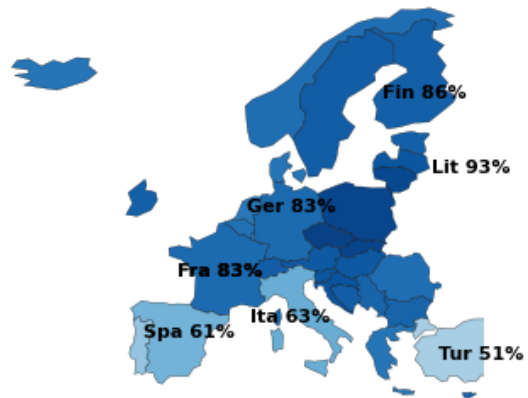 Fin 86%
Lit 93%
Ger 83%
Fra 83%
Ita 63%
Spa 61%
Tur 51%